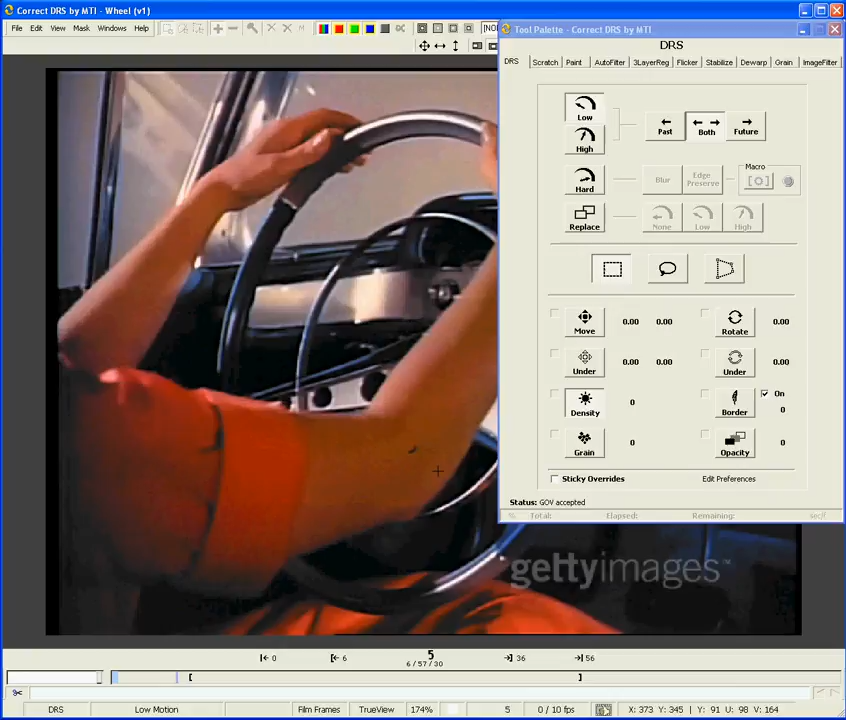 Correct DRS by MTI - Wheel (v1)
File Edit View Mask Windows Help
Tool Palette - Correct DRS by MTI
DRS
DRS Scratch Paint AutoFilter 3LayerReg Flicker Stabilize Dewarp Grain ImageFilter
Low
High
Past Both Future
Hard Blur Edge Preserve Macro
Replace None Low High
Move 0.00 0.00 Rotate 0.00
Under 0.00 0.00 Under 0.00
Density 0 Border On 0
Grain 0 Opacity 0
Sticky Overrides Edit Preferences
Status: GOV accepted
% Total: Elapsed: Remaining: sec/f
gettyimages™
0 6 5 36 56
6 / 57 / 30
DRS Low Motion Film Frames TrueView 174% 5 0 / 10 fps X: 373 Y: 345 Y: 91 U: 98 V: 164